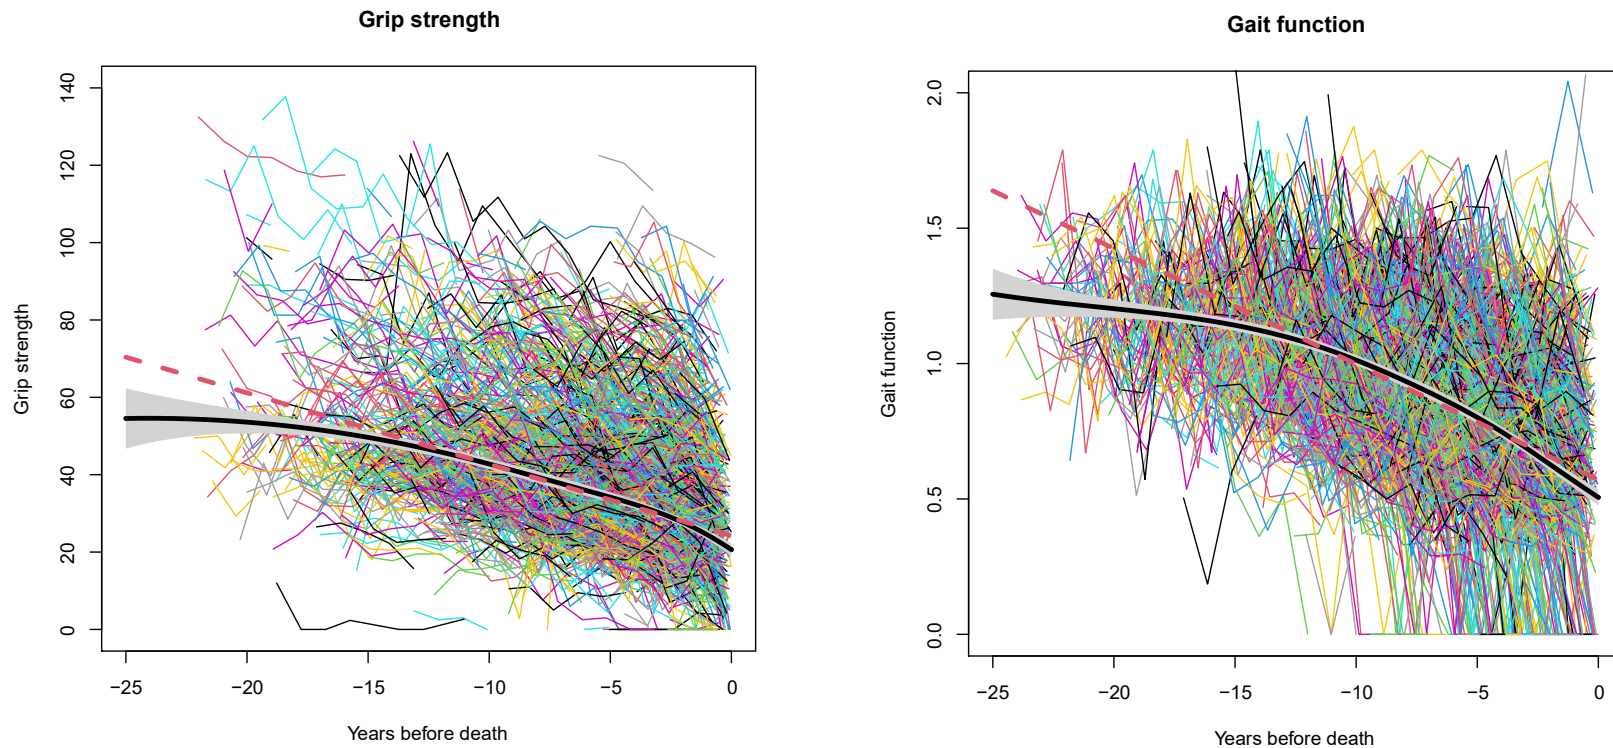 Grip strength
Grip strength
140
120
100
80
60
40
20
0
−25 −20 −15 −10 −5 0
Years before death
Gait function
Gait function
2.0
1.5
1.0
0.5
0.0
−25 −20 −15 −10 −5 0
Years before death